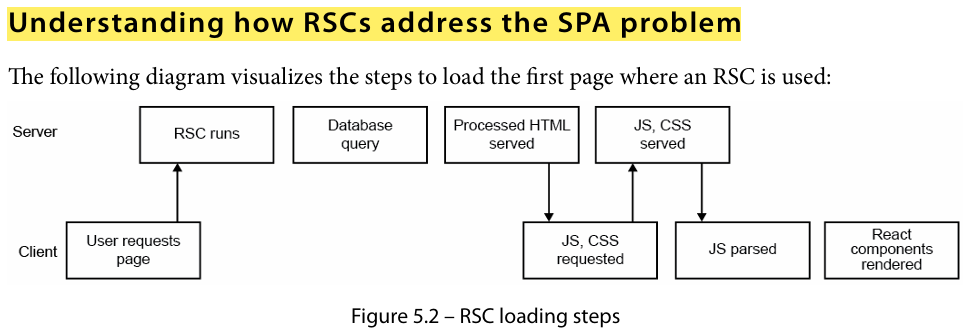 Understanding how RSCs address the SPA problem
The following diagram visualizes the steps to load the first page where an RSC is used:
Server
RSC runs
Database
query
Processed HTML
served
JS, CSS
served
Client
User requests
page
JS, CSS
requested
JS parsed
React
components
rendered
Figure 5.2 – RSC loading steps